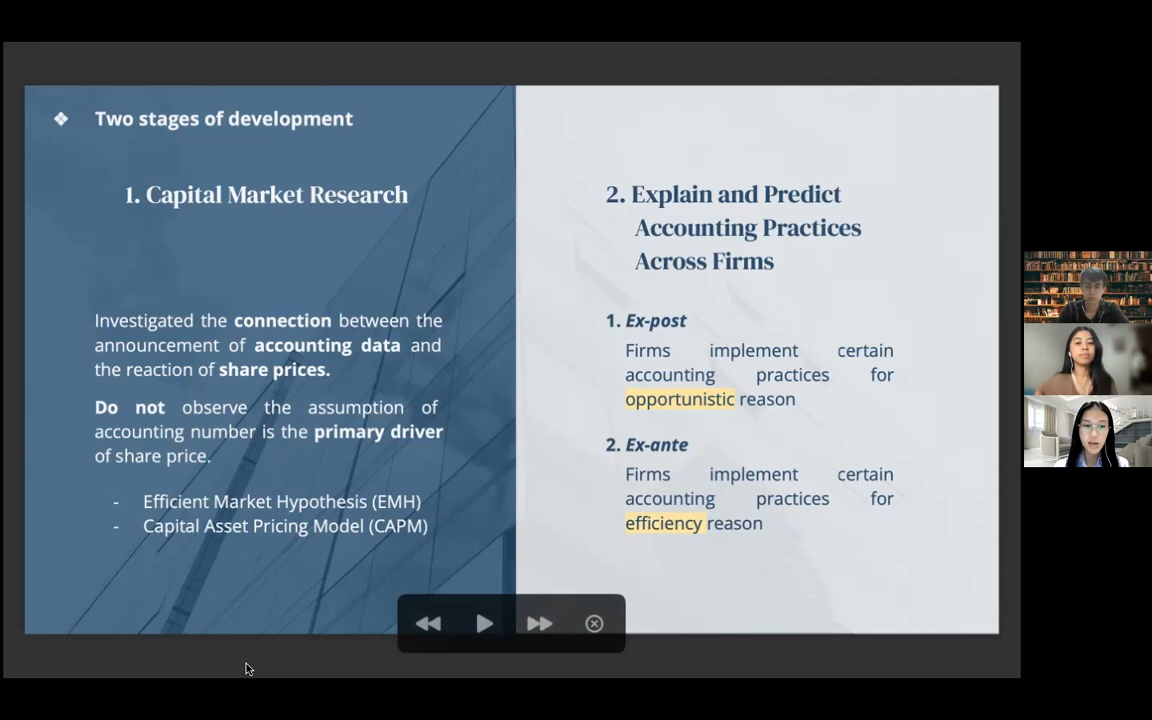 ❖ Two stages of development
1. Capital Market Research
Investigated the connection between the
announcement of accounting data and
the reaction of share prices.
Do not observe the assumption of
accounting number is the primary driver
of share price.
- Efficient Market Hypothesis (EMH)
- Capital Asset Pricing Model (CAPM)
2. Explain and Predict
Accounting Practices
Across Firms
1. Ex-post
Firms implement certain
accounting practices for
opportunistic reason
2. Ex-ante
Firms implement certain
accounting practices for
efficiency reason